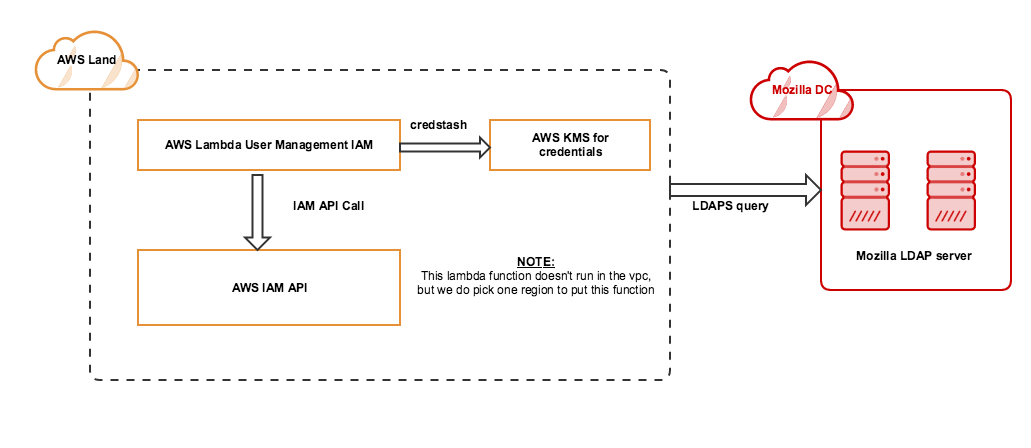 AWS Land
Mozilla DC
credstash
AWS Lambda User Management IAM
AWS KMS for
credentials
IAM API Call
LDAPS query
NOTE:
This lambda function doesn't run in the vpc,
but we do pick one region to put this function
AWS IAM API
Mozilla LDAP server